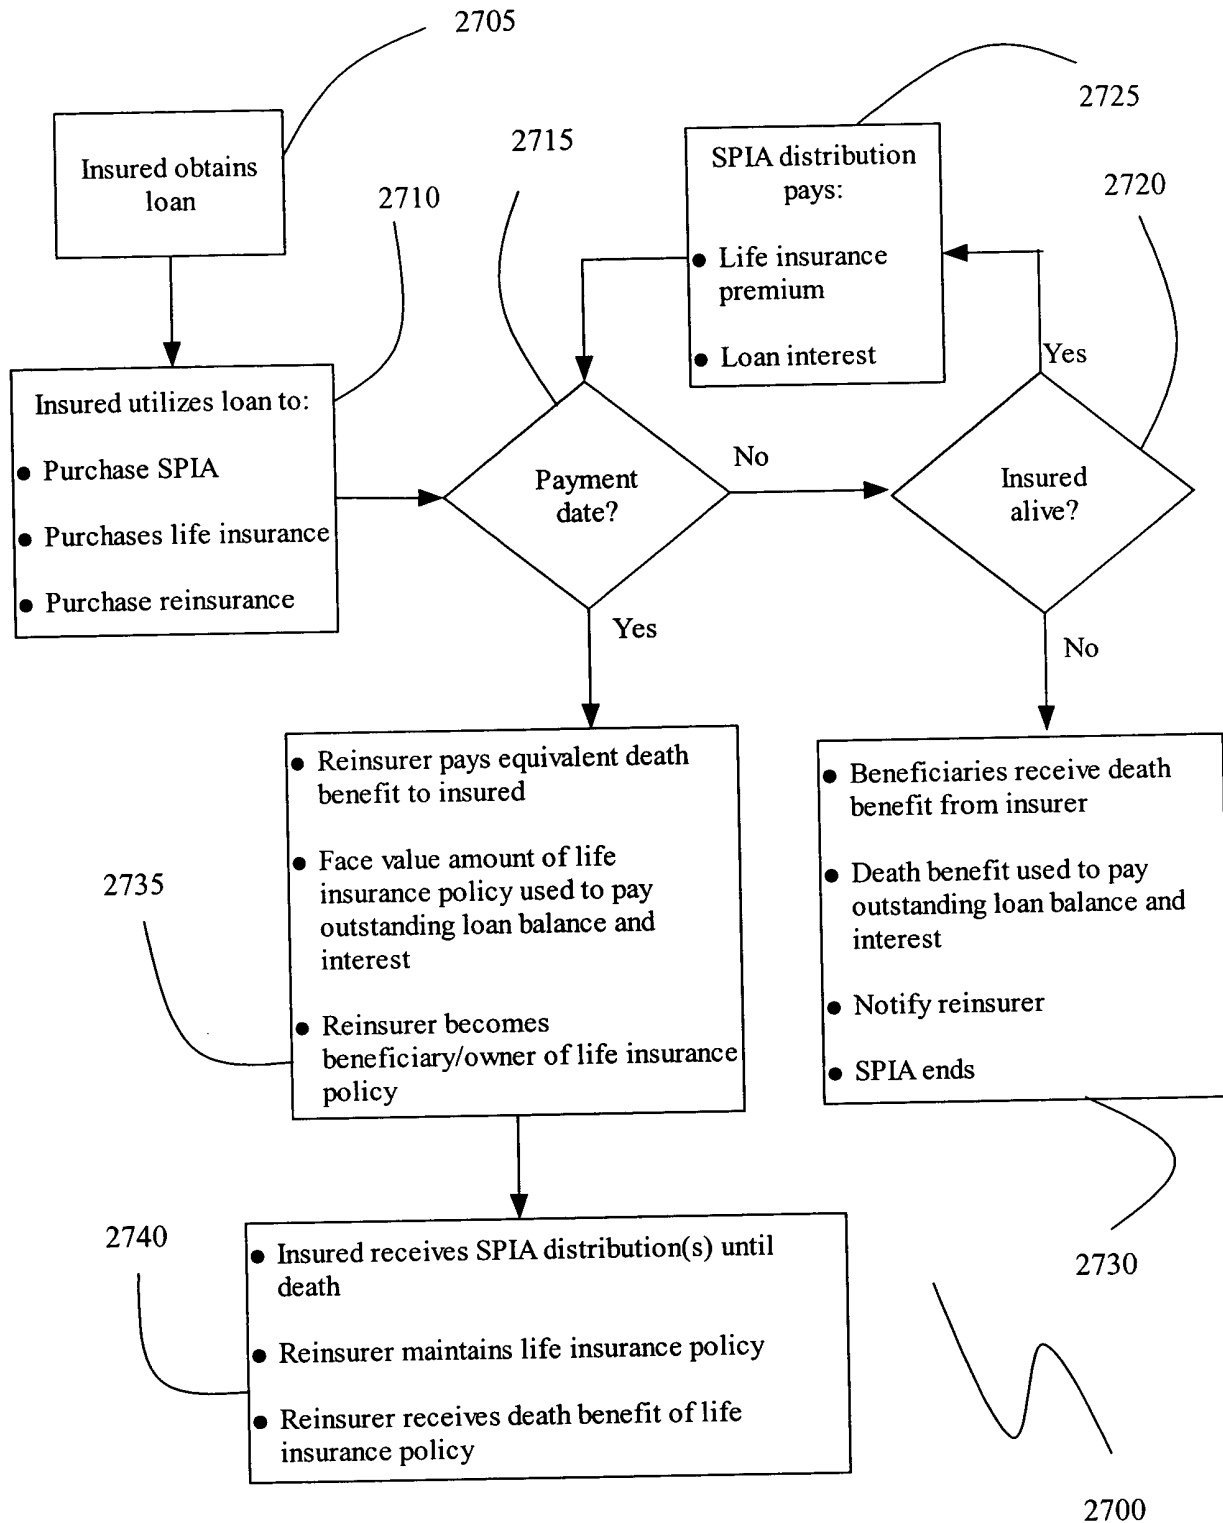 2705
2725
2715
2710
2720
Insured obtains
loan
SPIA distribution
pays:
● Life insurance
premium
● Loan interest
Yes
Insured utilizes loan to:
● Purchase SPIA
● Purchases life insurance
● Purchase reinsurance
Payment
date?
No
Insured
alive?
Yes
No
● Reinsurer pays equivalent death
benefit to insured
● Face value amount of life
insurance policy used to pay
outstanding loan balance and
interest
● Reinsurer becomes
beneficiary/owner of life insurance
policy
2735
● Beneficiaries receive death
benefit from insurer
● Death benefit used to pay
outstanding loan balance and
interest
● Notify reinsurer
● SPIA ends
2740
2730
● Insured receives SPIA distribution(s) until
death
● Reinsurer maintains life insurance policy
● Reinsurer receives death benefit of life
insurance policy
2700